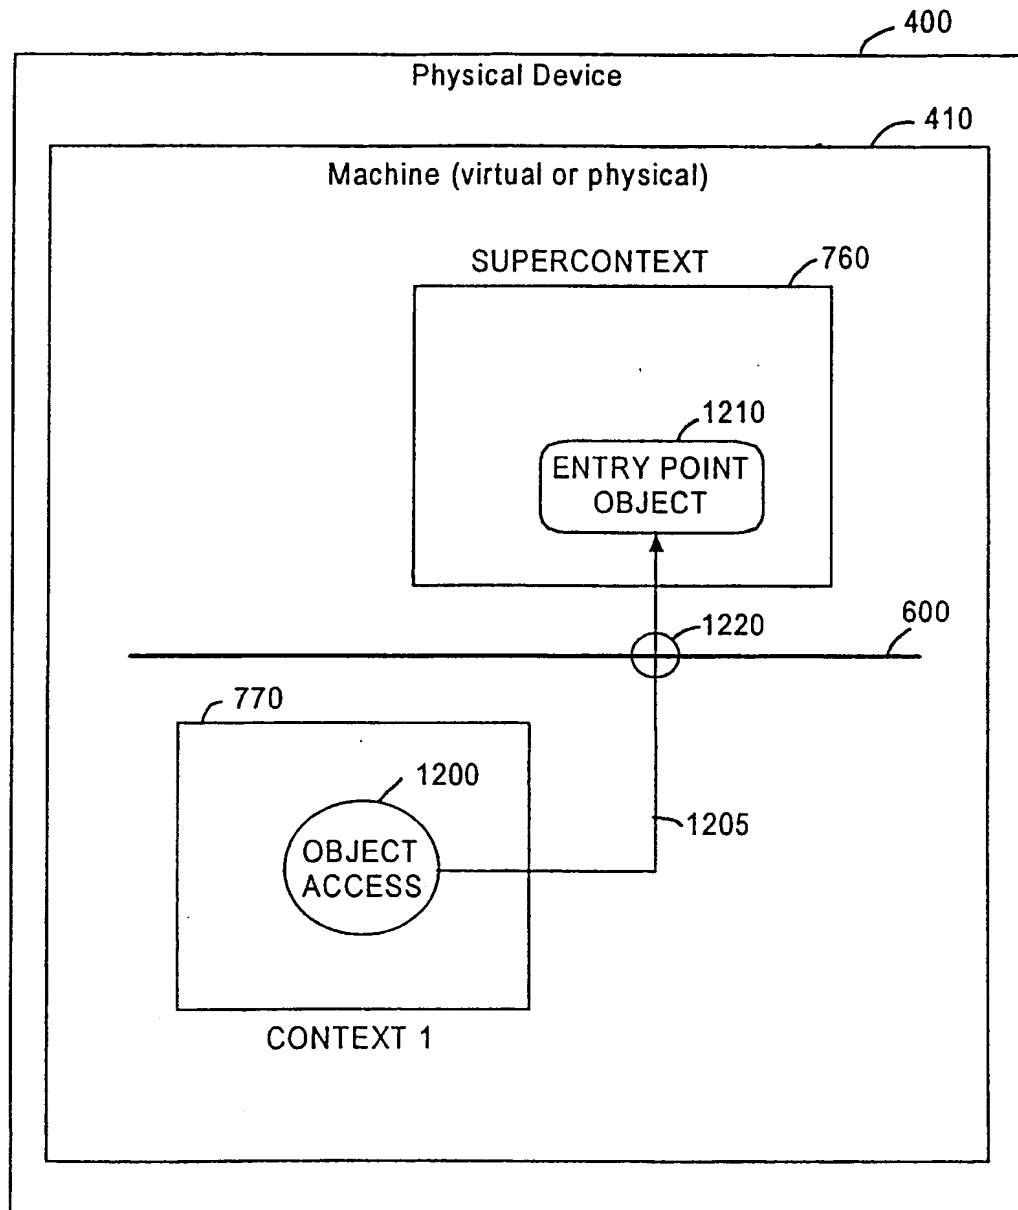 400
Physical Device
410
Machine (virtual or physical)
SUPERCONTEXT
760
1210
ENTRY POINT
OBJECT
1220
600
770
1200
OBJECT
ACCESS
1205
CONTEXT 1